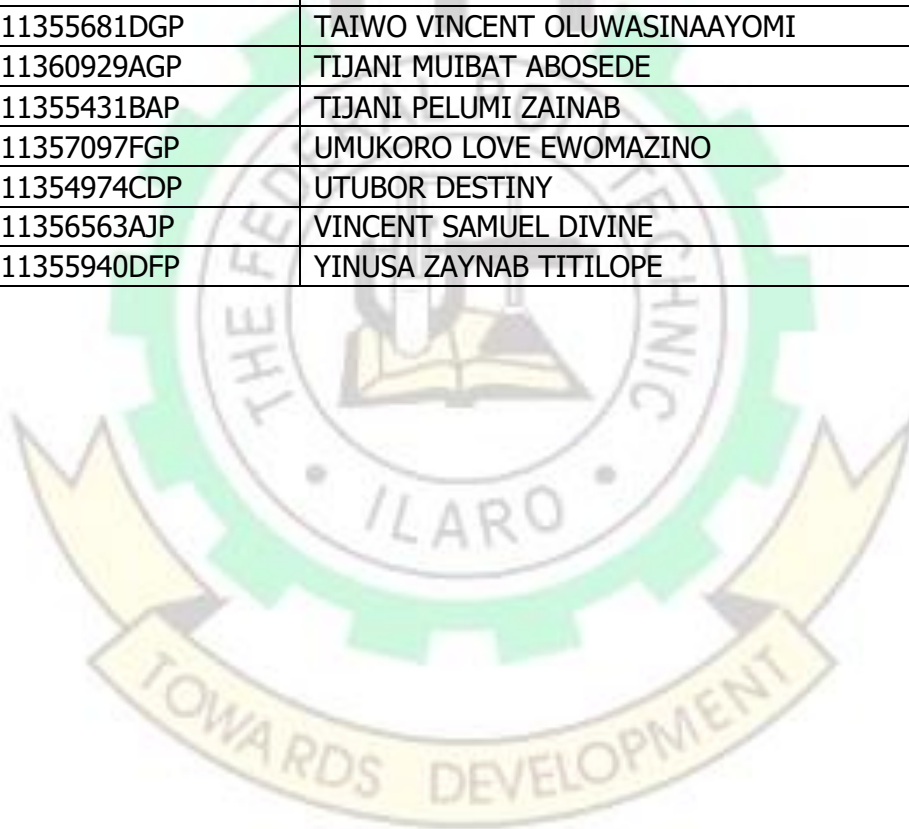 11355681DGP TAIWO VINCENT OLUWASINAAYOMI
11360929AGP TIJANI MUIBAT ABOSEDE
11355431BAP TIJANI PELUMI ZAINAB
11357097FGP UMUKORO LOVE EWOMAZINO
11354974CDP UTUBOR DESTINY
11356563AJP VINCENT SAMUEL DIVINE
11355940DFP YINUSA ZAYNAB TITILOPE
THE FEDERAL POLYTECHNIC
ILARO
TOWARDS DEVELOPMENT